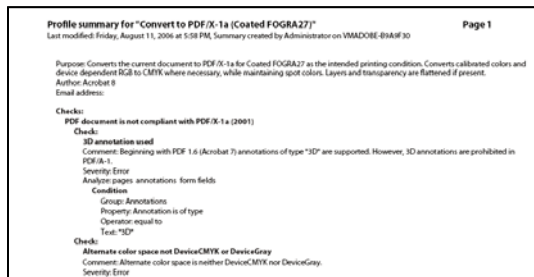 Profile summary for "Convert to PDF/X-1a (Coated FOGRA27)" Page 1
Last modified: Friday, August 11, 2006 at 5:58 PM, Summary created by Administrator on VMADOBE-B9A9F30
Purpose: Converts the current document to PDF/X-1a for Coated FOGRA27 as the intended printing condition. Converts calibrated colors and
device dependent RGB to CMYK where necessary, while maintaining spot colors. Layers and transparency are flattened if present.
Author: Acrobat 8
Email address:
Checks:
PDF document is not compliant with PDF/X-1a (2001)
Check:
3D annotation used
Comment: Beginning with PDF 1.6 (Acrobat 7) annotations of type "3D" are supported. However, 3D annotations are prohibited in
PDF/A-1.
Severity: Error
Analyze: pages annotations form fields
Condition
Group: Annotations
Property: Annotation is of type
Operator: equal to
Text: "3D"
Check:
Alternate color space not DeviceCMYK or DeviceGray
Comment: Alternate color space is neither DeviceCMYK nor DeviceGray.
Severity: Error